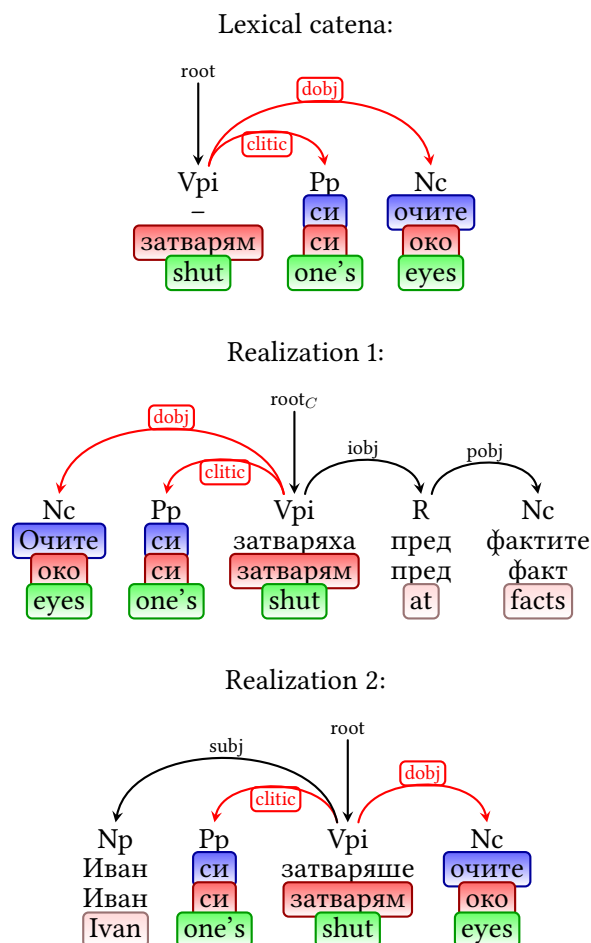 Lexical catena:
root
dobj
clitic
Vpi Pp Nc
– си очите
затварям си око
shut one's eyes
Realization 1:
root_C
dobj
iobj pobj
clitic
Nc Pp Vpi R Nc
Очите си затваряха пред фактите
око си затварям пред факт
eyes one's shut at facts
Realization 2:
root
subj
dobj
clitic
Np Pp Vpi Nc
Иван си затваряше очите
Иван си затварям око
Ivan one's shut eyes